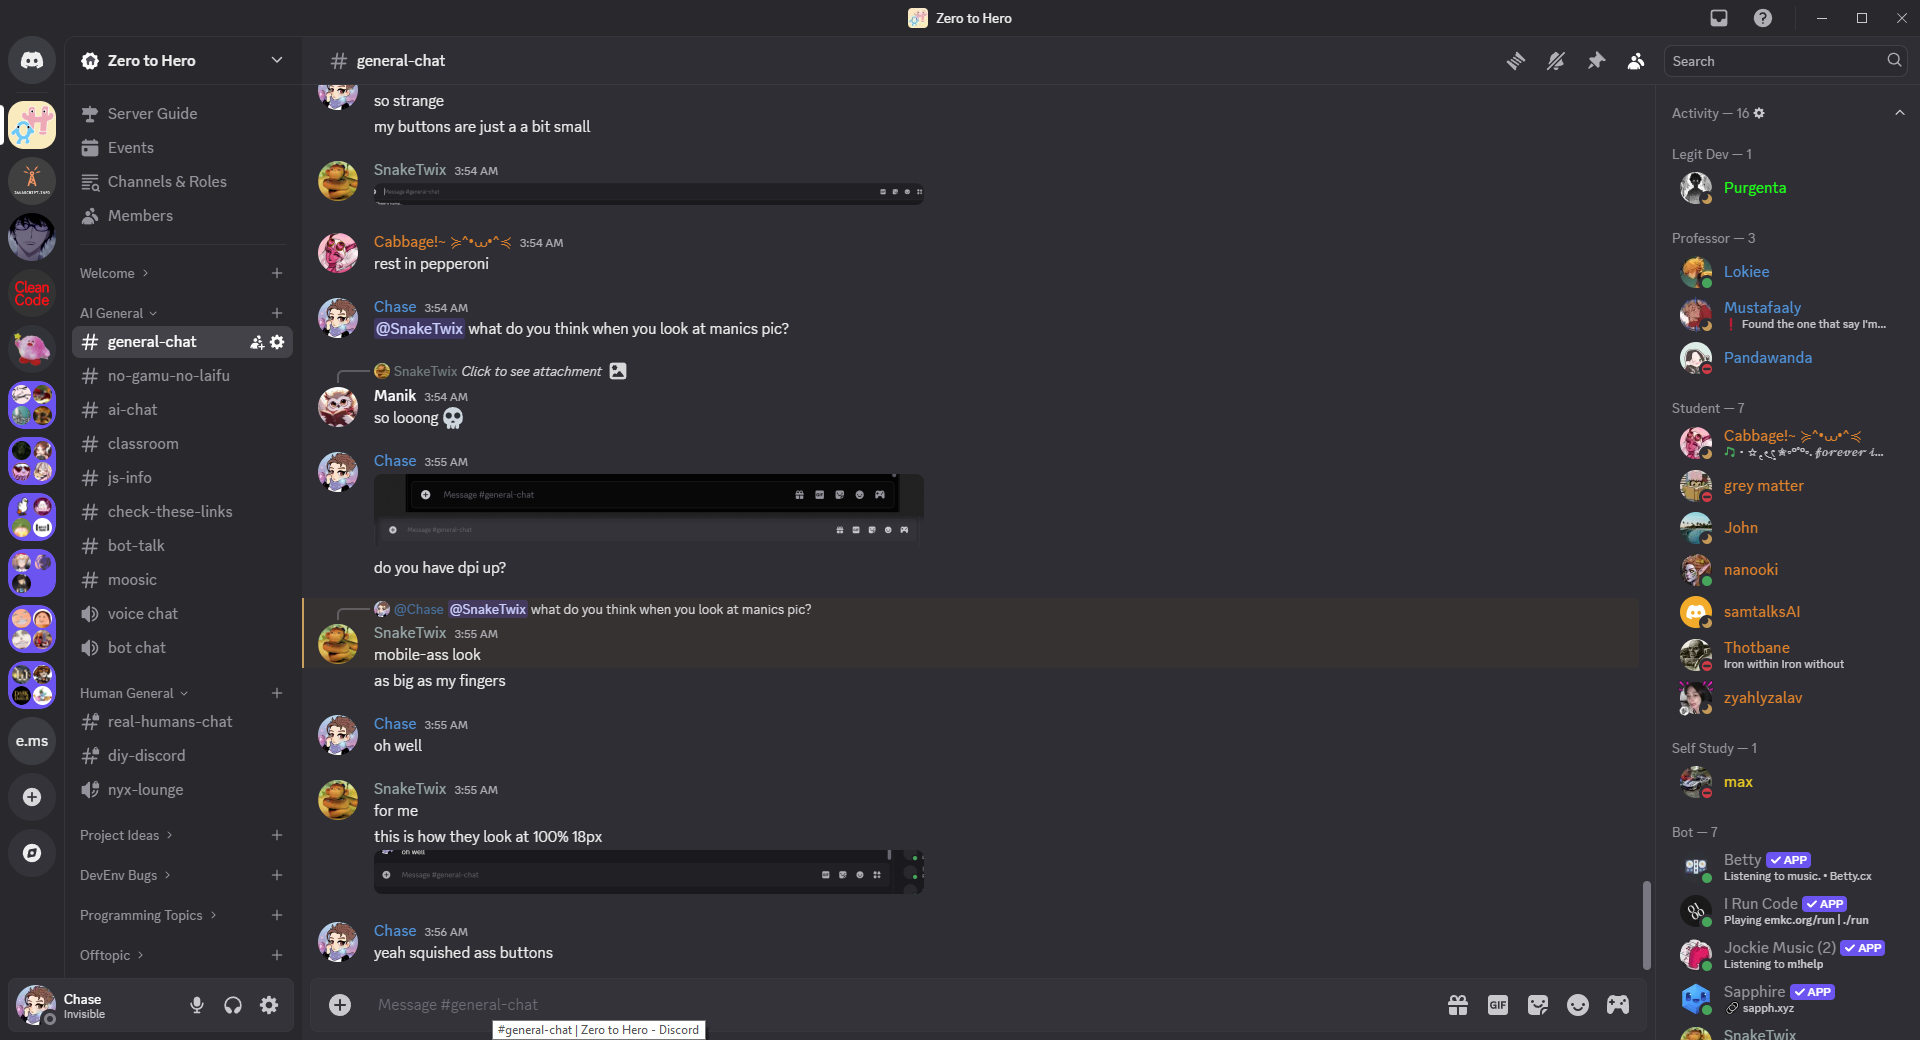 Zero to Hero
Zero to Hero
general-chat
Search
Server Guide
Events
Channels & Roles
Members
Welcome
AI General
general-chat
no-gamu-no-laifu
ai-chat
classroom
js-info
check-these-links
bot-talk
moosic
voice chat
bot chat
Human General
real-humans-chat
diy-discord
nyx-lounge
Project Ideas
DevEnv Bugs
Programming Topics
Offtopic
JAVASCRIPT.INFO
Clean
Code
e.ms
Chase
Invisible
so strange
my buttons are just a a bit small
SnakeTwix 3:54 AM
Message #general-chat
Cabbage!~ ≽^•ω•^≼ 3:54 AM
rest in pepperoni
Chase 3:54 AM
@SnakeTwix what do you think when you look at manics pic?
SnakeTwix Click to see attachment
Manik 3:54 AM
so looong 💀
Chase 3:55 AM
Message #general-chat
Message #general-chat
do you have dpi up?
@Chase @SnakeTwix what do you think when you look at manics pic?
SnakeTwix 3:55 AM
mobile-ass look
as big as my fingers
Chase 3:55 AM
oh well
SnakeTwix 3:55 AM
for me
this is how they look at 100% 18px
oh well
Message #general-chat
Chase 3:56 AM
yeah squished ass buttons
Message #general-chat
GIF
#general-chat | Zero to Hero - Discord
Activity — 16
Legit Dev — 1
Purgenta
Professor — 3
Lokiee
Mustafaaly
❗ Found the one that say I'm...
Pandawanda
Student — 7
Cabbage!~ ≽^•ω•^≼
forever i...
grey matter
John
nanooki
samtalksAI
Thotbane
Iron within Iron without
zyahlyzalav
Self Study — 1
max
Bot — 7
Betty ✓ APP
Listening to music. • Betty.cx
I Run Code ✓ APP
Playing emkc.org/run | ./run
Jockie Music (2) ✓ APP
Listening to m!help
Sapphire ✓ APP
🔗 sapph.xyz
SnakeTwix